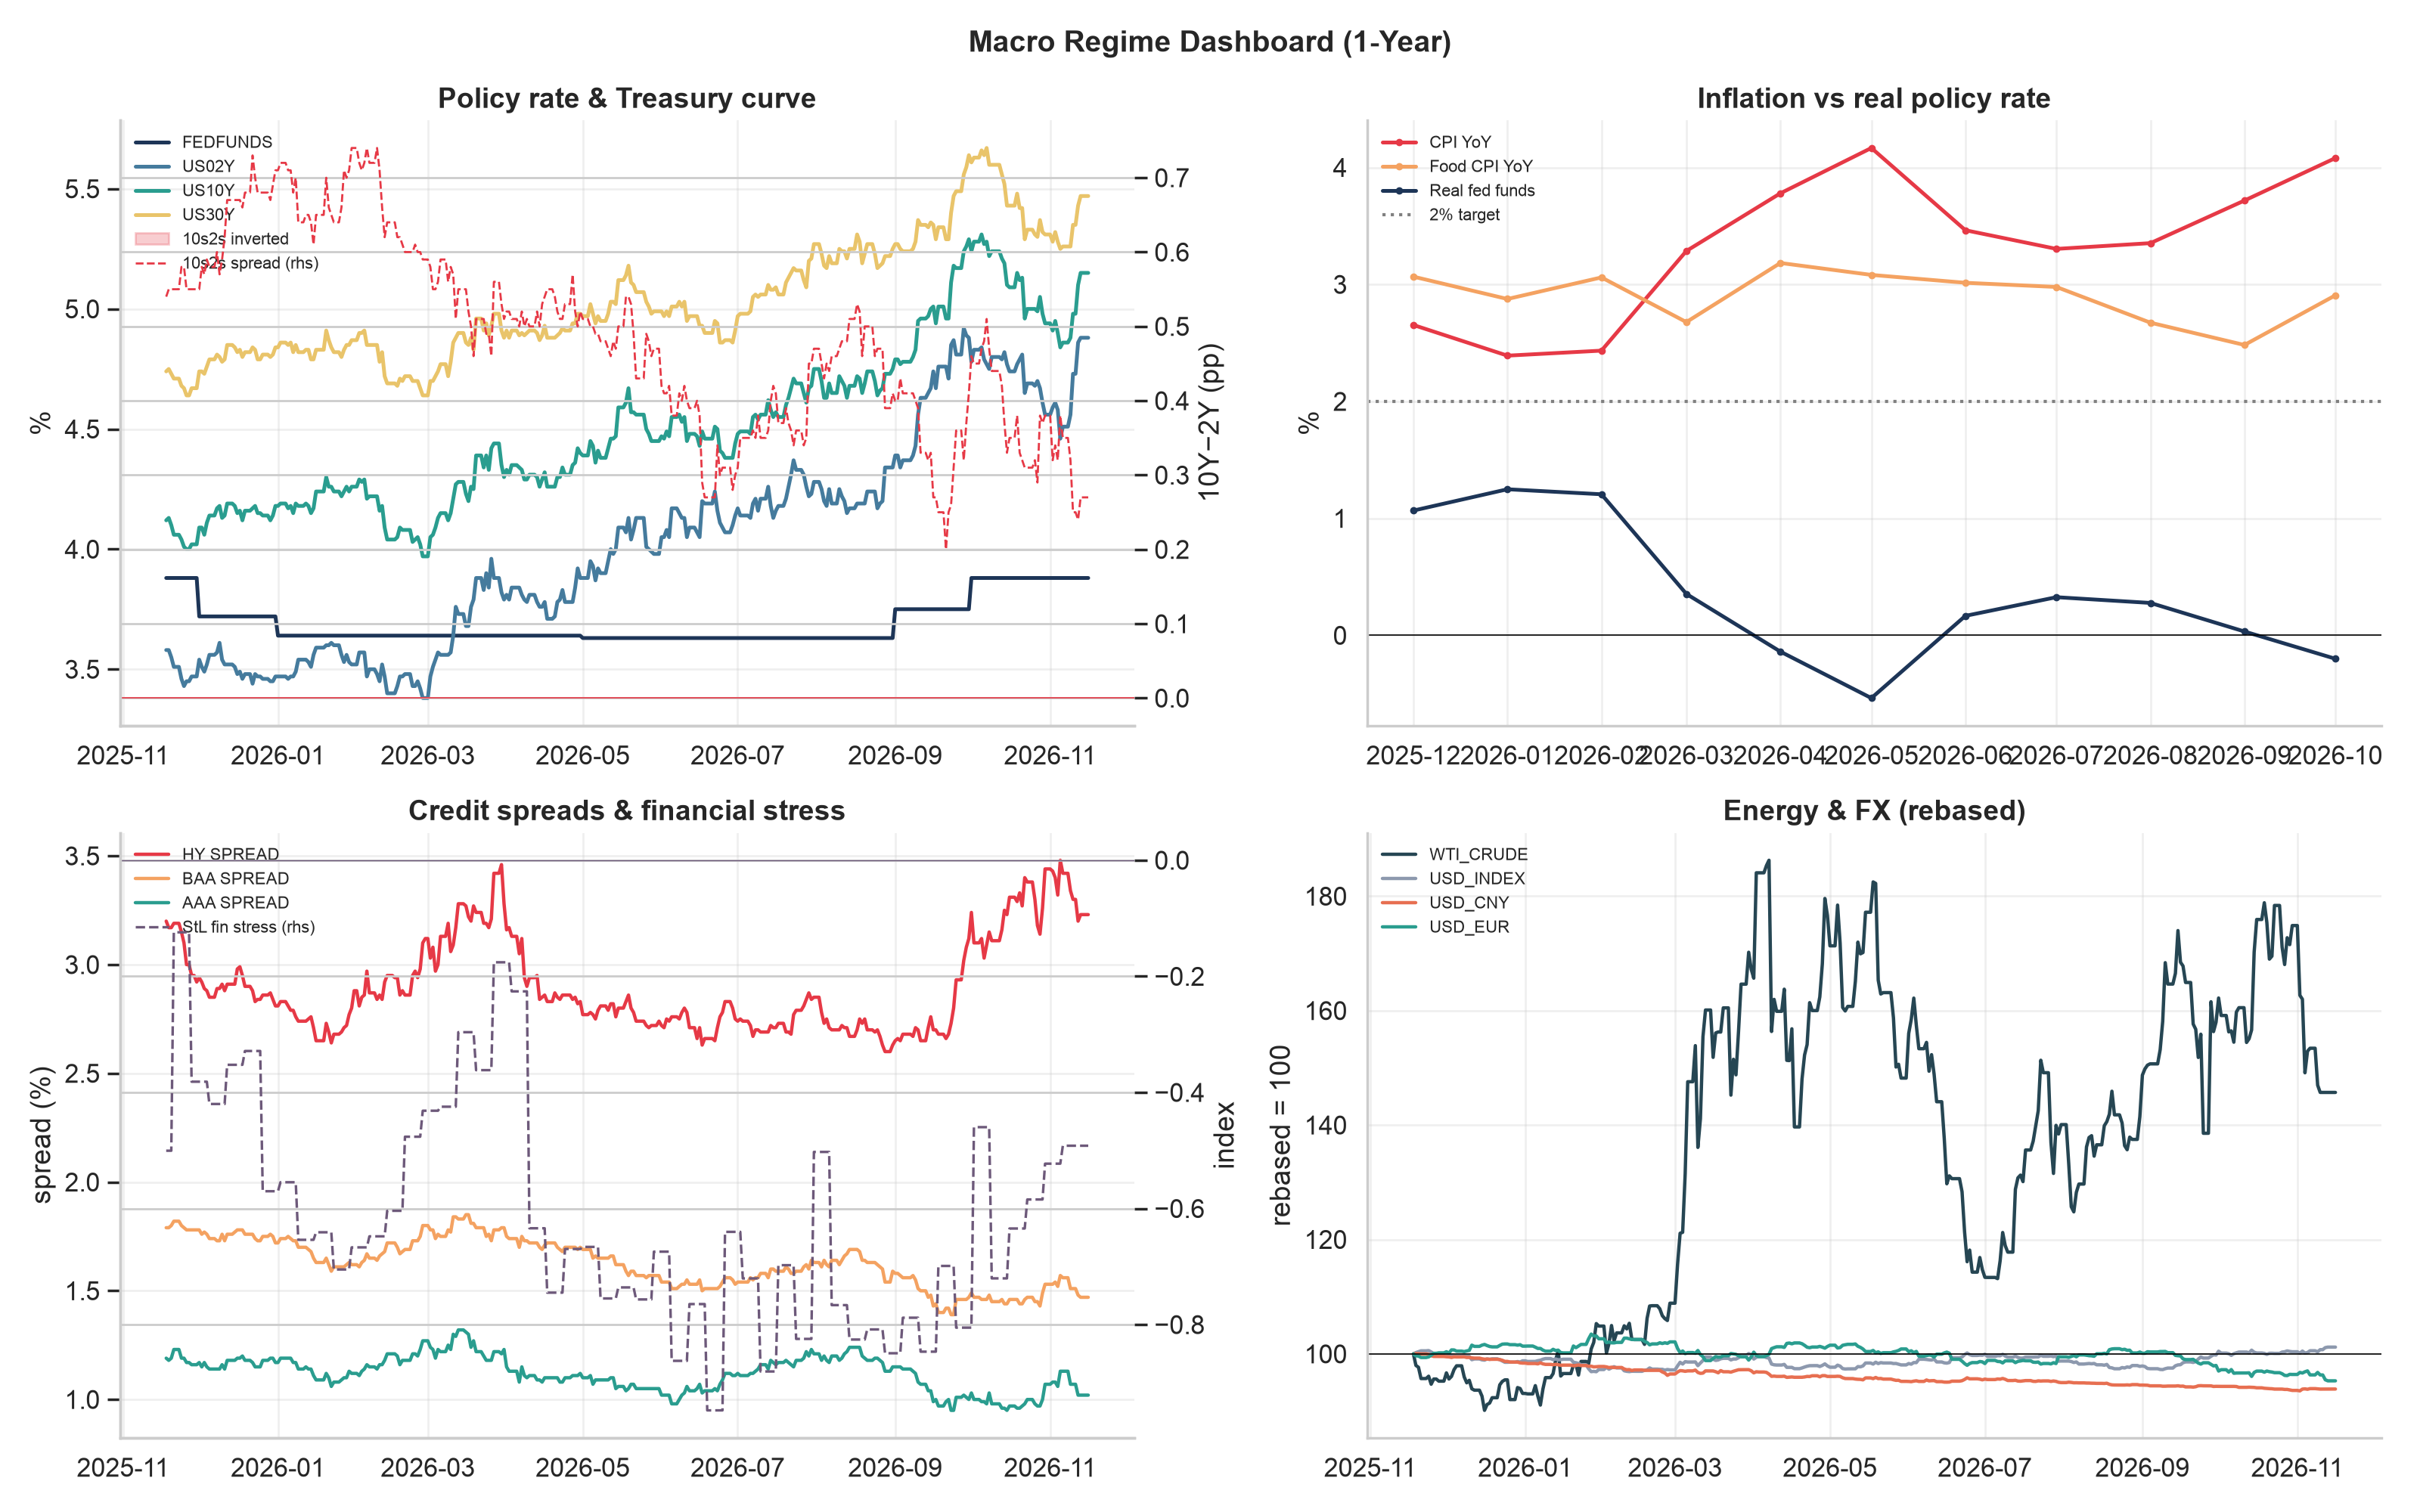 Macro Regime Dashboard (1-Year)
Policy rate & Treasury curve
FEDFUNDS
US02Y
US10Y
US30Y
10s2s inverted
10s2s spread (rhs)
5.5
5.0
4.5
4.0
3.5
%
0.7
0.6
0.5
0.4
0.3
0.2
0.1
0.0
10Y−2Y (pp)
2025-11 2026-01 2026-03 2026-05 2026-07 2026-09 2026-11
Inflation vs real policy rate
CPI YoY
Food CPI YoY
Real fed funds
2% target
4
3
2
1
0
%
2025-12 2026-01 2026-02 2026-03 2026-04 2026-05 2026-06 2026-07 2026-08 2026-09 2026-10
Credit spreads & financial stress
HY SPREAD
BAA SPREAD
AAA SPREAD
StL fin stress (rhs)
3.5
3.0
2.5
2.0
1.5
1.0
spread (%)
0.0
−0.2
−0.4
−0.6
−0.8
index
2025-11 2026-01 2026-03 2026-05 2026-07 2026-09 2026-11
Energy & FX (rebased)
WTI_CRUDE
USD_INDEX
USD_CNY
USD_EUR
180
160
140
120
100
rebased = 100
2025-11 2026-01 2026-03 2026-05 2026-07 2026-09 2026-11